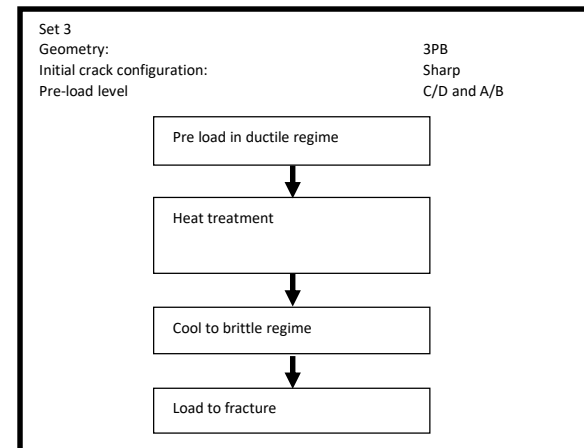 Set 3
Geometry: 3PB
Initial crack configuration: Sharp
Pre-load level C/D and A/B
Pre load in ductile regime
Heat treatment
Cool to brittle regime
Load to fracture